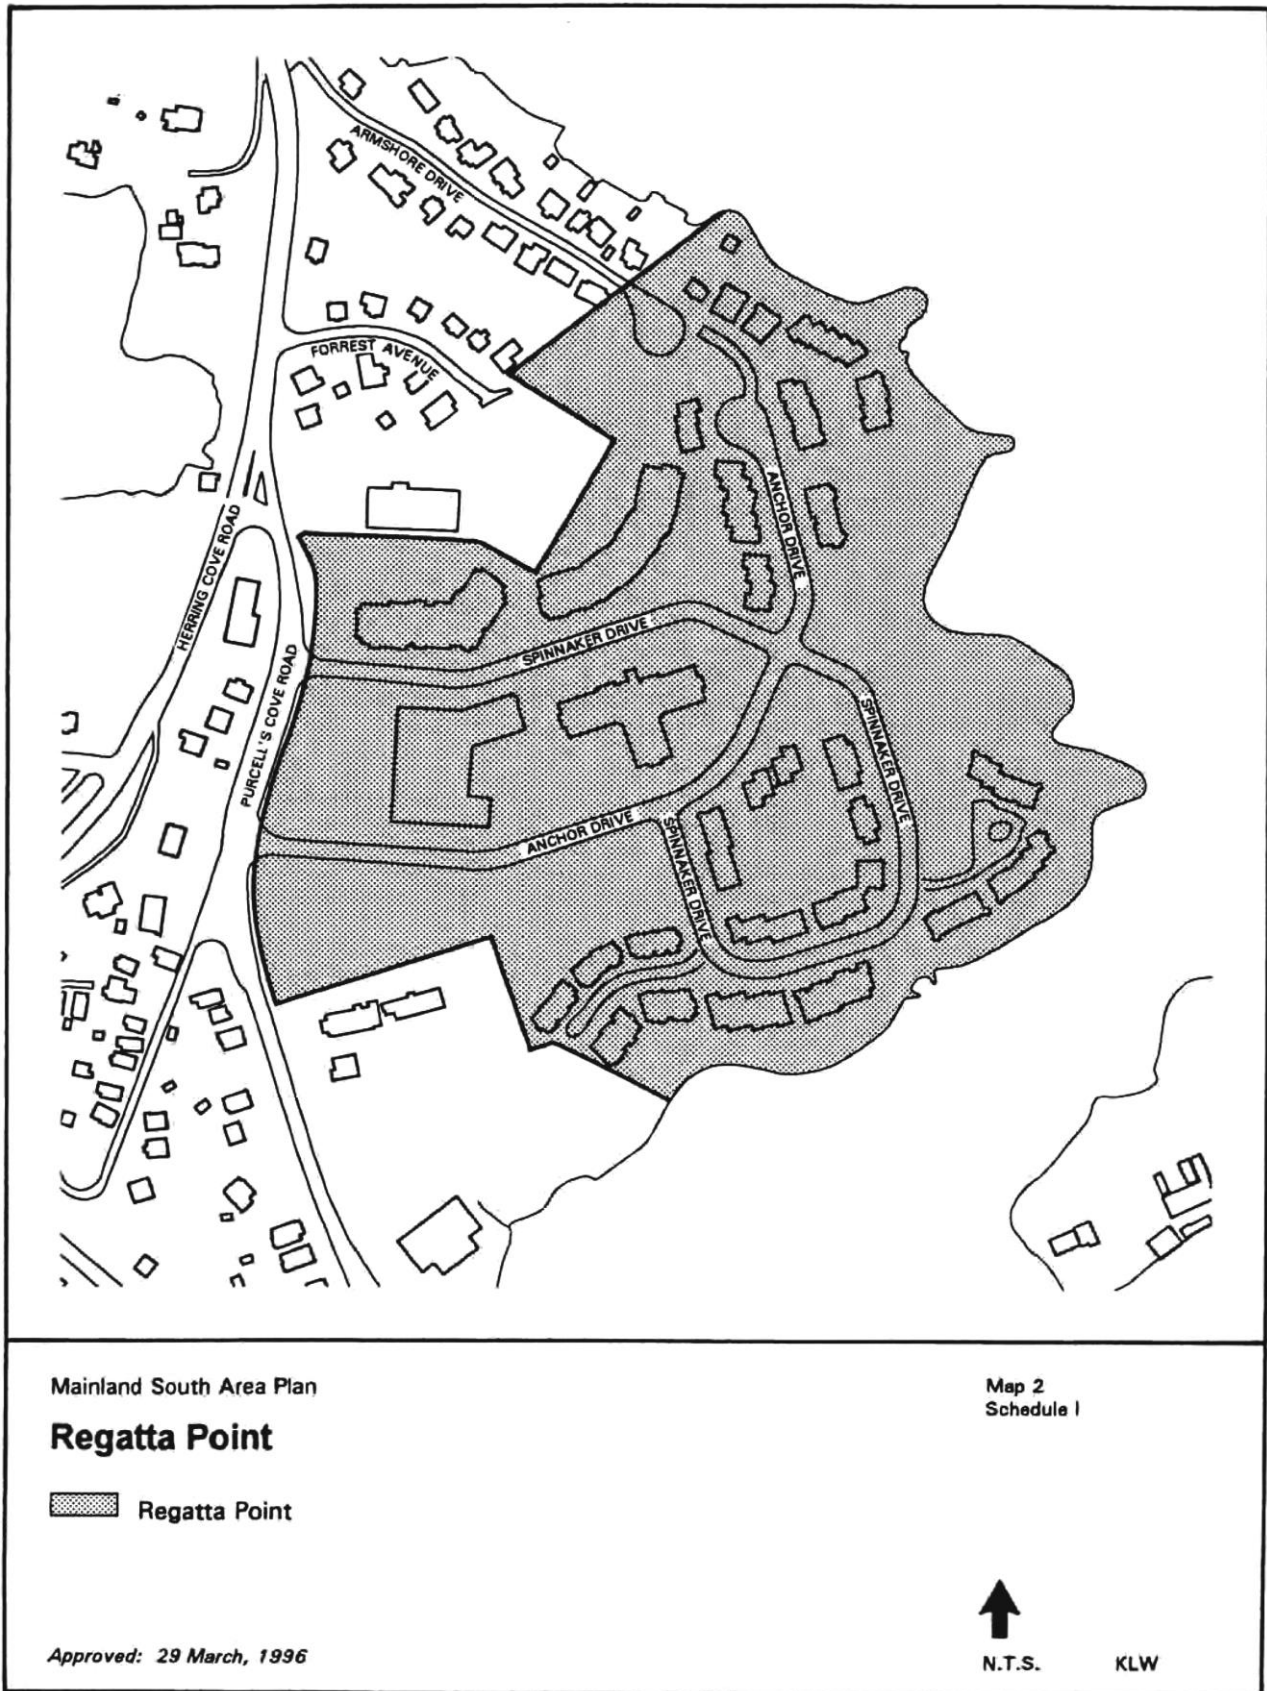 ARMSHORE DRIVE
FORREST AVENUE
ANCHOR DRIVE
HERRING COVE ROAD
SPINNAKER DRIVE
PURCELL'S COVE ROAD
SPINNAKER DRIVE
ANCHOR DRIVE
SPINNAKER DRIVE
Mainland South Area Plan
Map 2
Schedule I
Regatta Point
Regatta Point
Approved: 29 March, 1996
N.T.S.
KLW